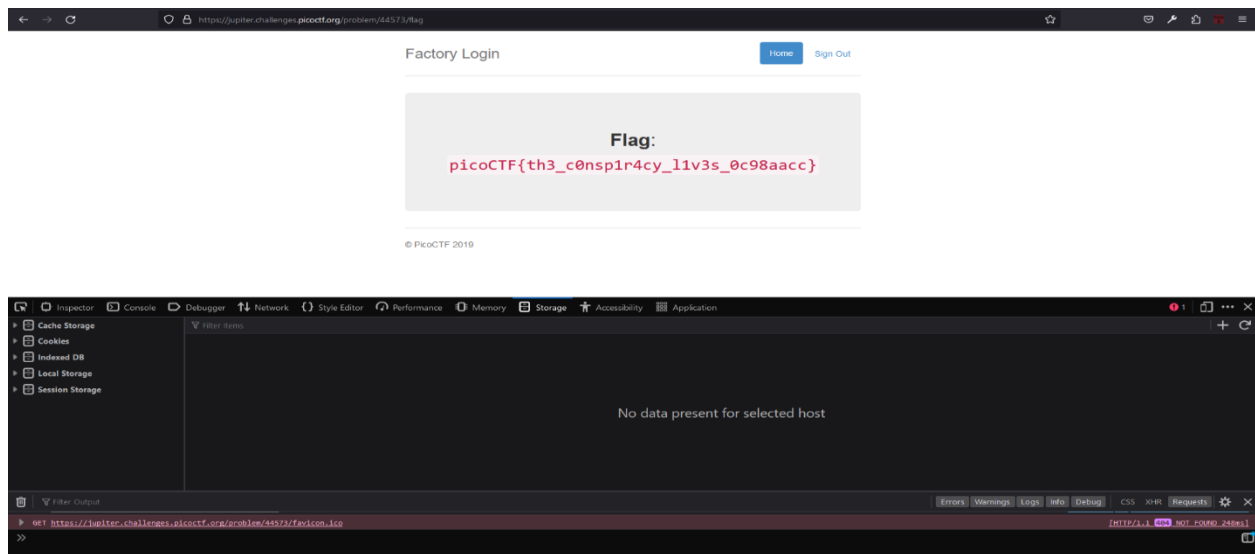 https://jupiter.challenges.picoctf.org/problem/44573/flag
Factory Login Home Sign Out
Flag:
picoCTF{th3_c0nsp1r4cy_l1v3s_0c98aacc}
© PicoCTF 2019
Inspector Console Debugger Network Style Editor Performance Memory Storage Accessibility Application 1
Cache Storage Filter Items
Cookies
Indexed DB
Local Storage
Session Storage
No data present for selected host
Filter Output Errors Warnings Logs Info Debug CSS XHR Requests
GET https://jupiter.challenges.picoctf.org/problem/44573/favicon.ico [HTTP/1.1 404 NOT FOUND 248ms]